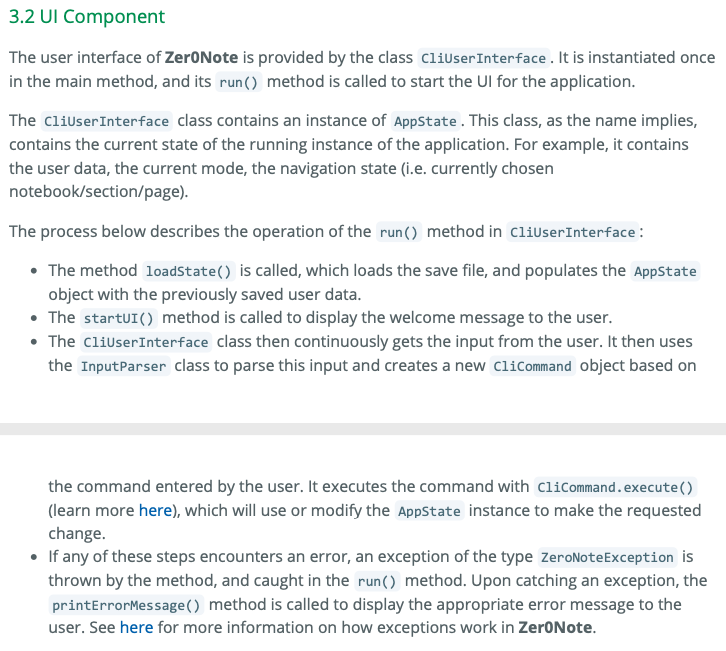 3.2 UI Component
The user interface of Zer0Note is provided by the class CliUserInterface. It is instantiated once
in the main method, and its run() method is called to start the UI for the application.
The CliUserInterface class contains an instance of AppState. This class, as the name implies,
contains the current state of the running instance of the application. For example, it contains
the user data, the current mode, the navigation state (i.e. currently chosen
notebook/section/page).
The process below describes the operation of the run() method in CliUserInterface:
• The method loadState() is called, which loads the save file, and populates the AppState
object with the previously saved user data.
• The startUI() method is called to display the welcome message to the user.
• The CliUserInterface class then continuously gets the input from the user. It then uses
the InputParser class to parse this input and creates a new CliCommand object based on
the command entered by the user. It executes the command with CliCommand.execute()
(learn more here), which will use or modify the AppState instance to make the requested
change.
• If any of these steps encounters an error, an exception of the type ZeroNoteException is
thrown by the method, and caught in the run() method. Upon catching an exception, the
printErrorMessage() method is called to display the appropriate error message to the
user. See here for more information on how exceptions work in Zer0Note.